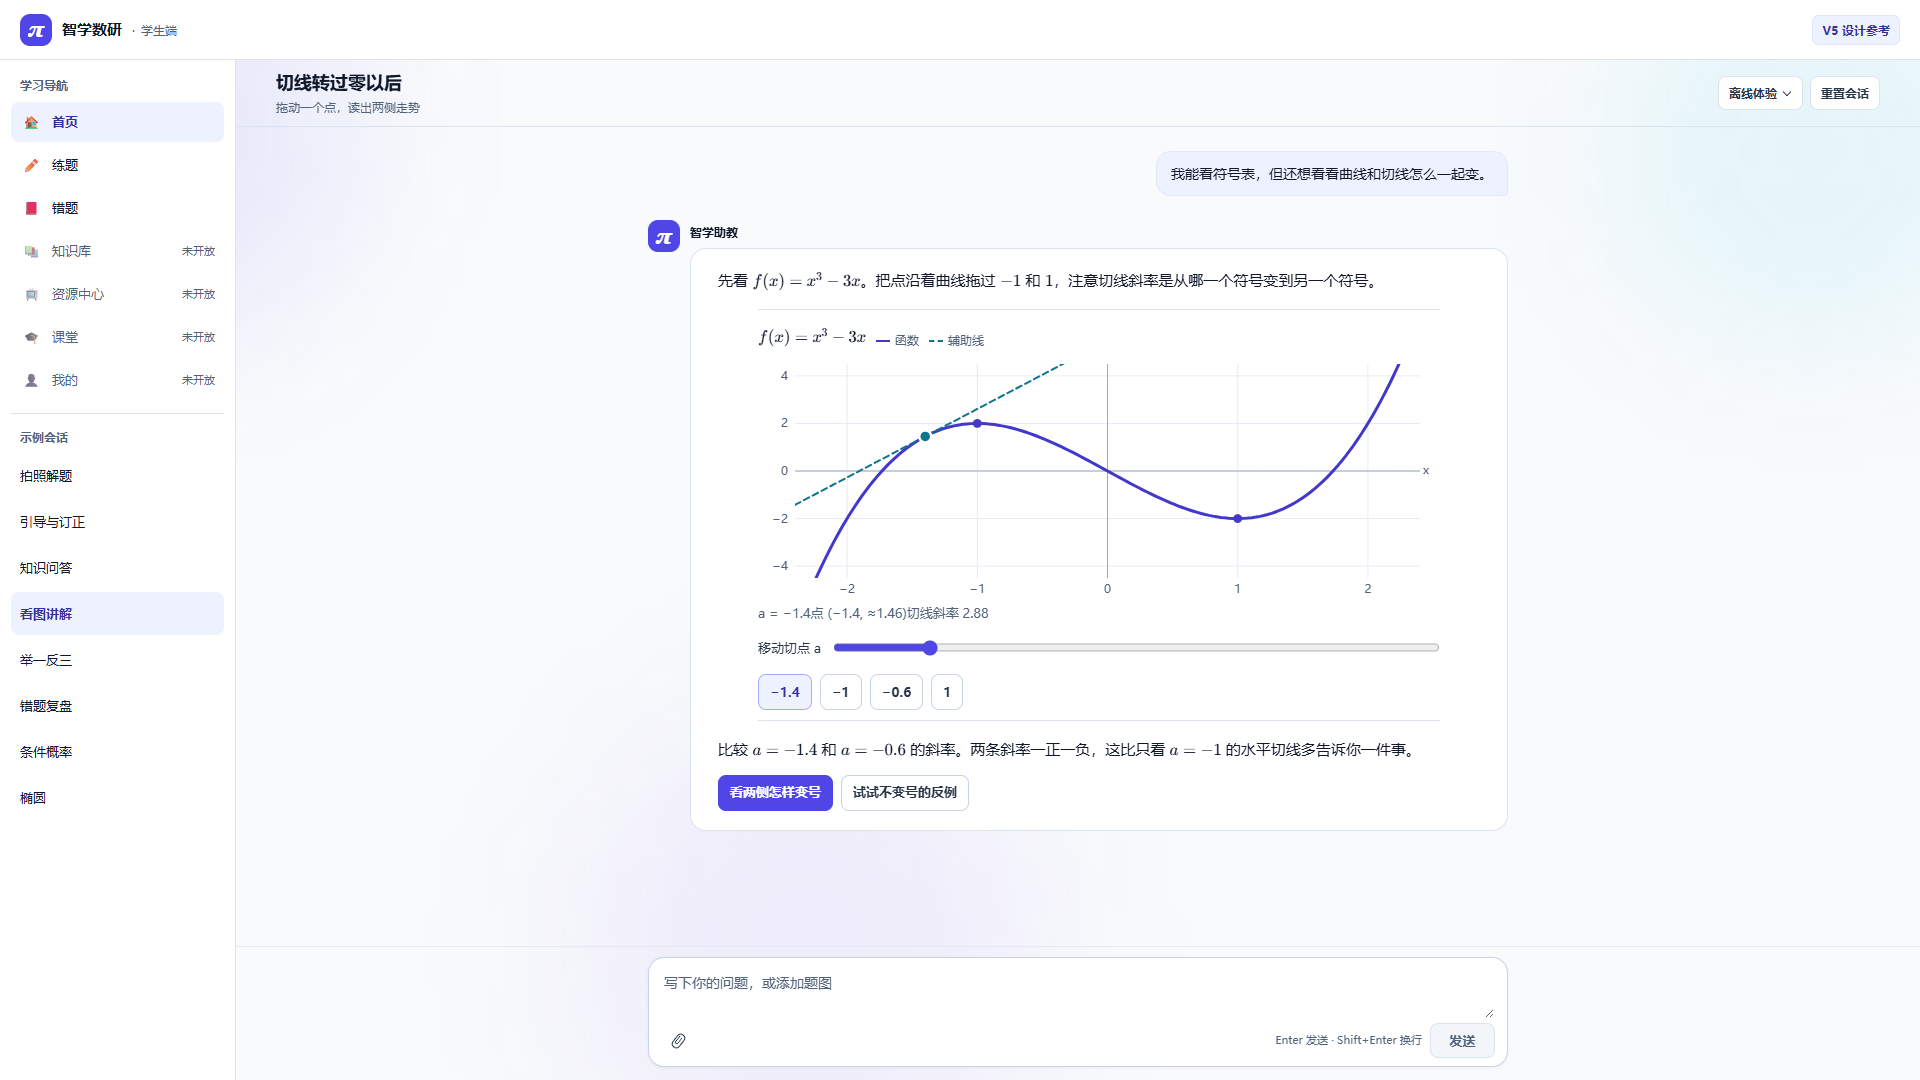 π 智学数研 · 学生端
V5 设计参考
学习导航
首页
练题
错题
知识库 未开放
资源中心 未开放
课堂 未开放
我的 未开放
示例会话
拍照解题
引导与订正
知识问答
看图讲解
举一反三
错题复盘
条件概率
椭圆
切线转过零以后
拖动一个点，读出两侧走势
离线体验 重置会话
我能看符号表，但还想看看曲线和切线怎么一起变。
π 智学助教
先看 f(x) = x³ − 3x。把点沿着曲线拖过 −1 和 1，注意切线斜率是从哪一个符号变到另一个符号。
f(x) = x³ − 3x 函数 辅助线
4
2
0 x
−2
−4
−2 −1 0 1 2
a = −1.4点 (−1.4, ≈1.46)切线斜率 2.88
移动切点 a
−1.4 −1 −0.6 1
比较 a = −1.4 和 a = −0.6 的斜率。两条斜率一正一负，这比只看 a = −1 的水平切线多告诉你一件事。
看两侧怎样变号 试试不变号的反例
写下你的问题，或添加题图
Enter 发送 · Shift+Enter 换行 发送